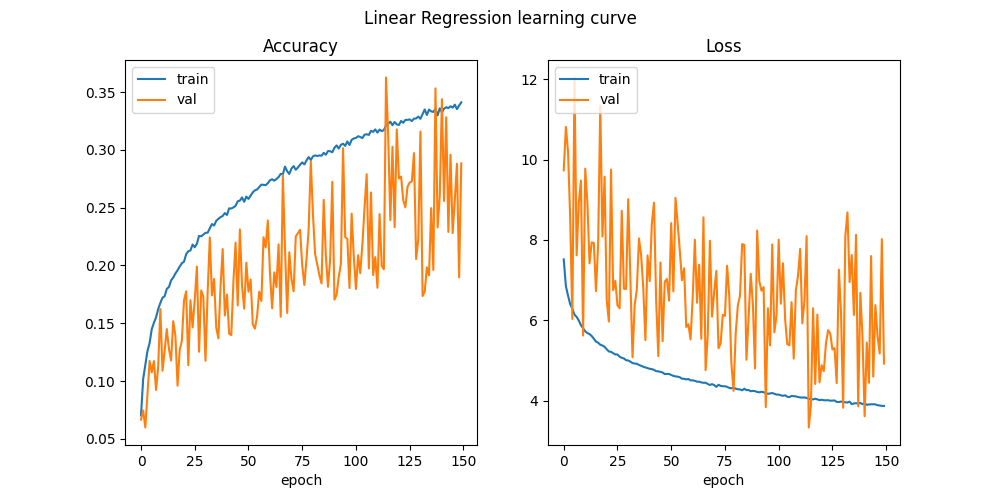 Linear Regression learning curve
Accuracy
train
val
0.35
0.30
0.25
0.20
0.15
0.10
0.05
0 25 50 75 100 125 150
epoch
Loss
train
val
12
10
8
6
4
0 25 50 75 100 125 150
epoch